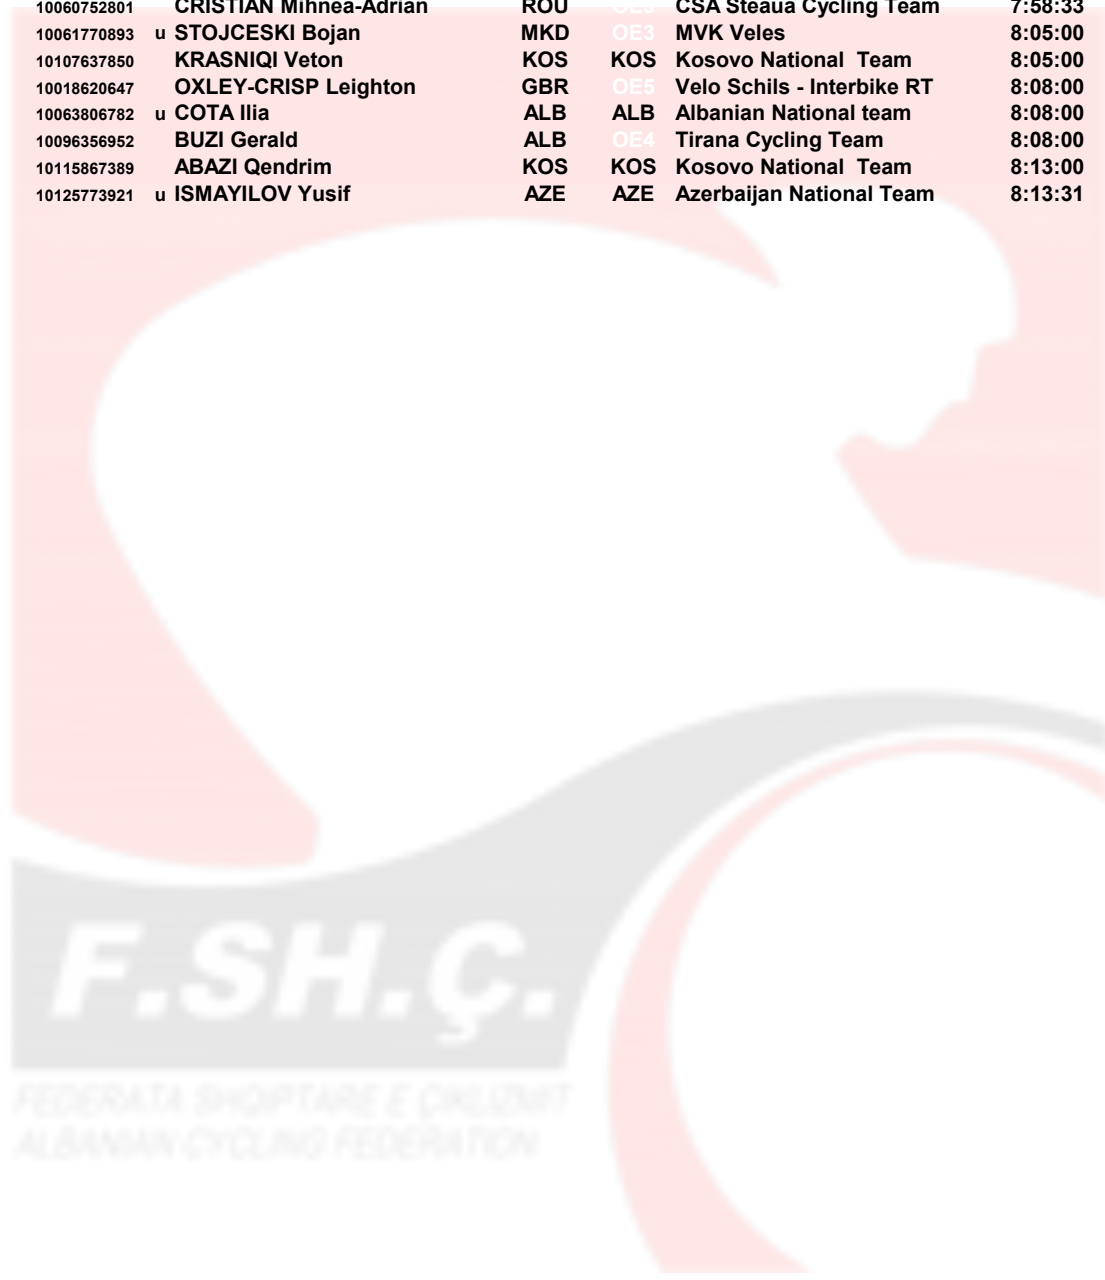 10060752801 CRISTIAN Mihnea-Adrian ROU OE3 CSA Steaua Cycling Team 7:58:33
10061770893 u STOJCESKI Bojan MKD OE3 MVK Veles 8:05:00
10107637850 KRASNIQI Veton KOS KOS Kosovo National Team 8:05:00
10018620647 OXLEY-CRISP Leighton GBR OE5 Velo Schils - Interbike RT 8:08:00
10063806782 u COTA Ilia ALB ALB Albanian National team 8:08:00
10096356952 BUZI Gerald ALB OE4 Tirana Cycling Team 8:08:00
10115867389 ABAZI Qendrim KOS KOS Kosovo National Team 8:13:00
10125773921 u ISMAYILOV Yusif AZE AZE Azerbaijan National Team 8:13:31
F.SH.Ç.
FEDERATA SHQIPTARE E ÇIKLIZMIT
ALBANIAN CYCLING FEDERATION